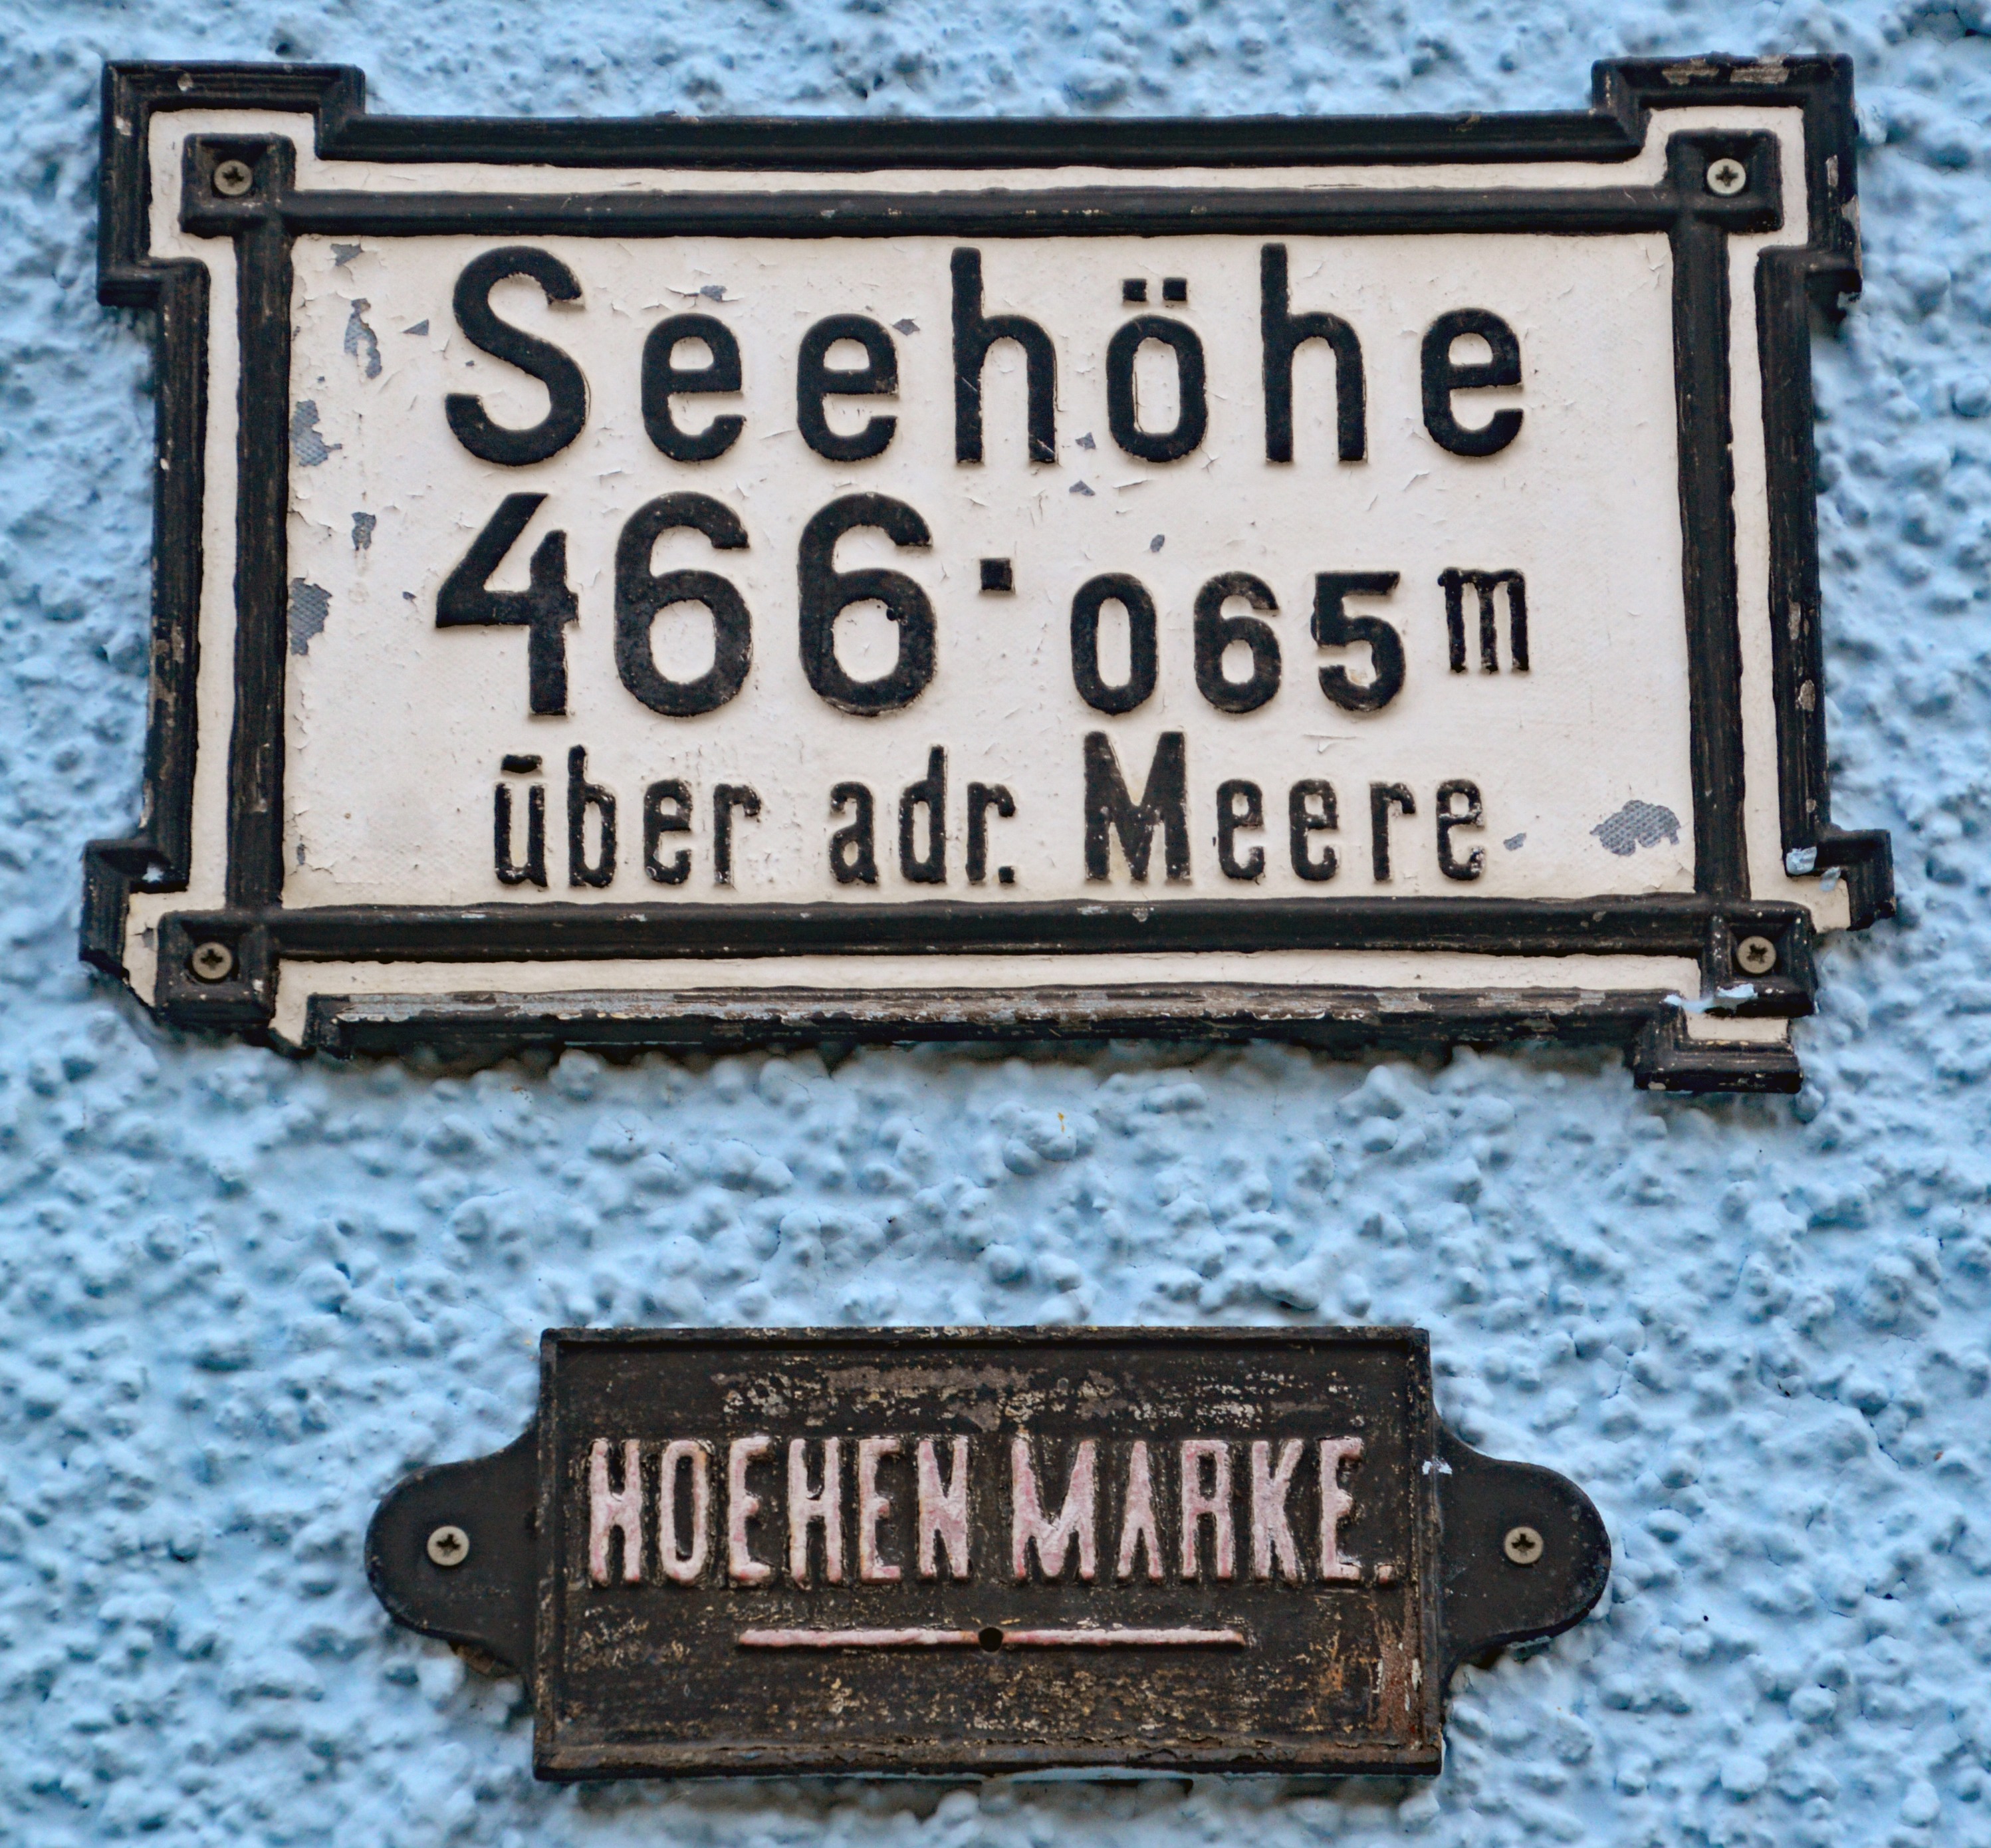 Seehöhe
466·065m
über adr. Meere
HOEHEN MARKE.